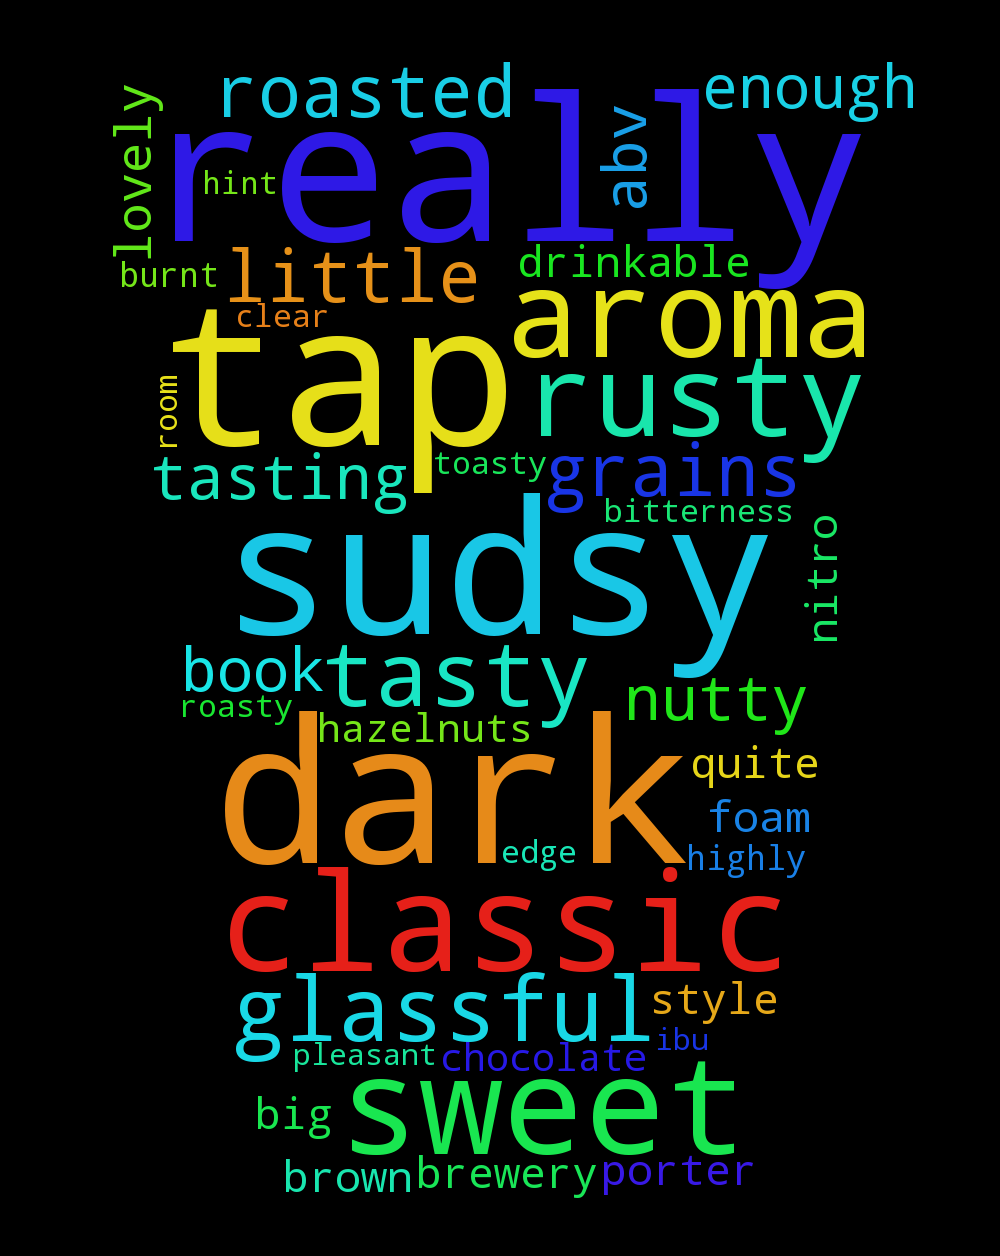 roasted
enough
really
lovely
abv
hint
burnt
little
drinkable
clear
aroma
tap
room
rusty
tasting
toasty
grains
bitterness
sudsy
nitro
book
tasty
nutty
roasty
hazelnuts
dark
quite
foam
edge
highly
classic
glassful
style
ibu
pleasant
chocolate
sweet
big
brown
brewery
porter